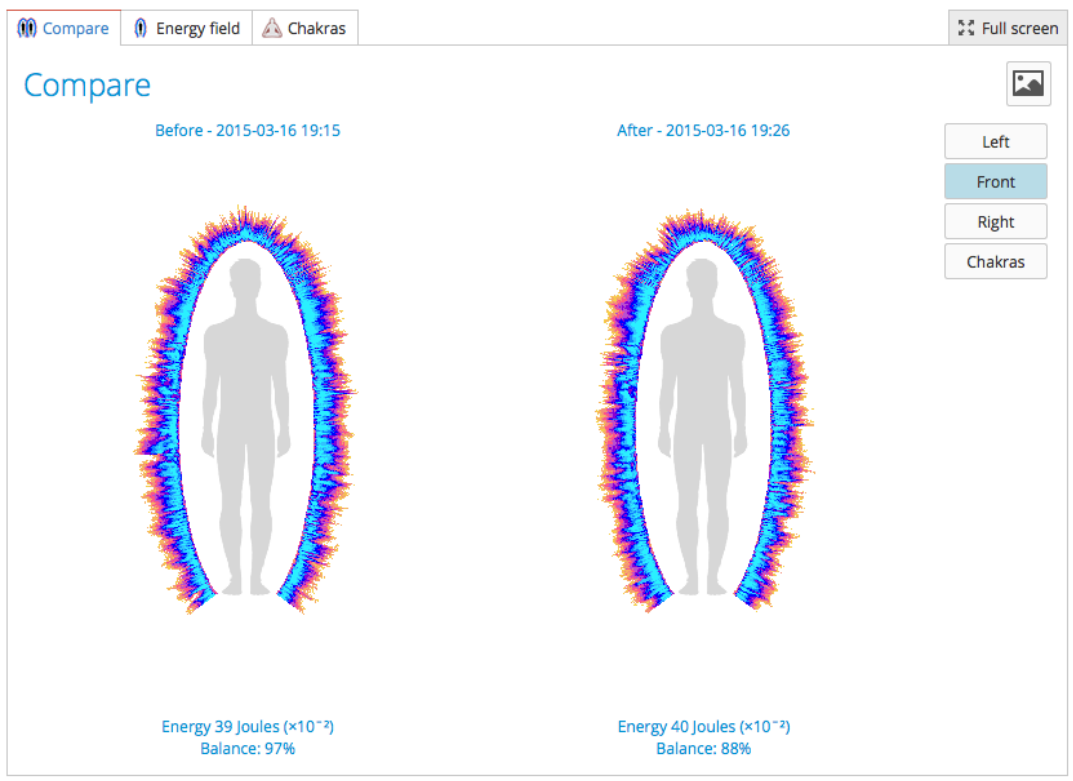 Compare
Energy field
Chakras
Full screen
Compare
Before - 2015-03-16 19:15
After - 2015-03-16 19:26
Left
Front
Right
Chakras
Energy 39 Joules (×10⁻²)
Balance: 97%
Energy 40 Joules (×10⁻²)
Balance: 88%